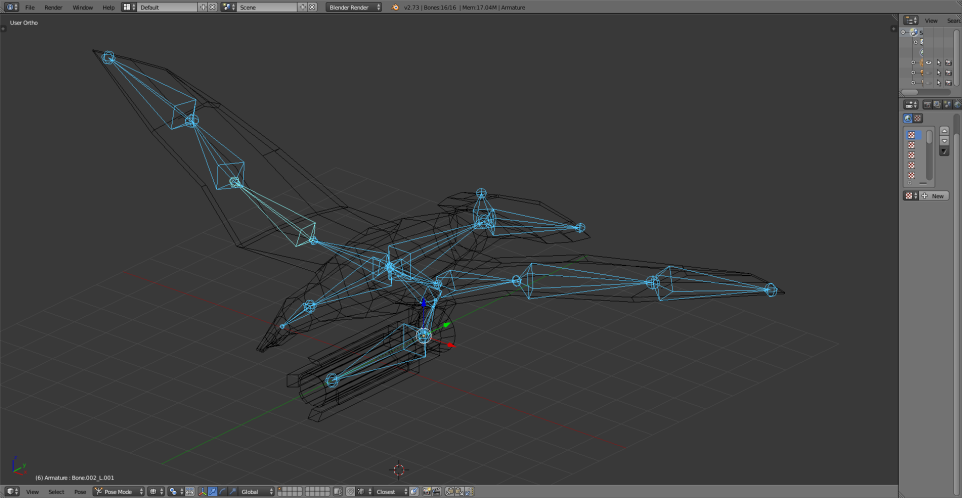 File Render Window Help Default Scene Blender Render v2.73 | Bones:16/16 | Mem:17.04M | Armature
View Searc
User Ortho
New
(6) Armature : Bone.002_L.001
View Select Pose Pose Mode Global Closest